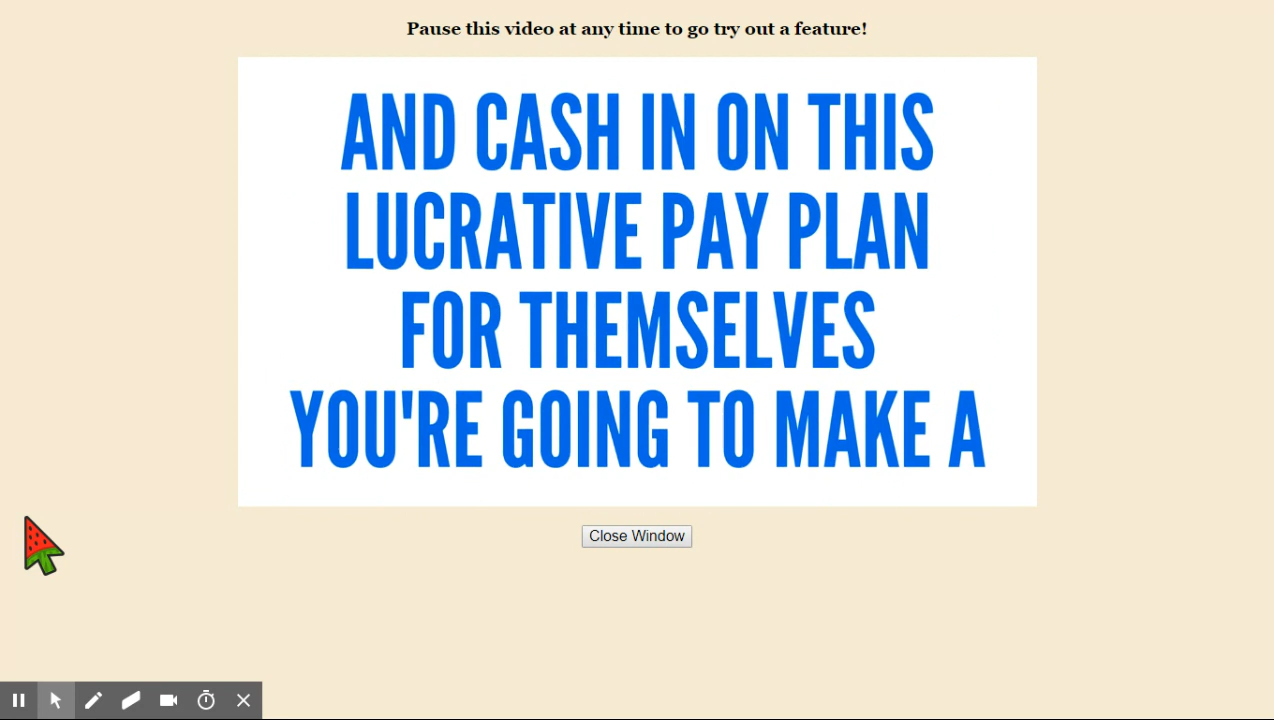 Pause this video at any time to go try out a feature!
AND CASH IN ON THIS
LUCRATIVE PAY PLAN
FOR THEMSELVES
YOU'RE GOING TO MAKE A
Close Window